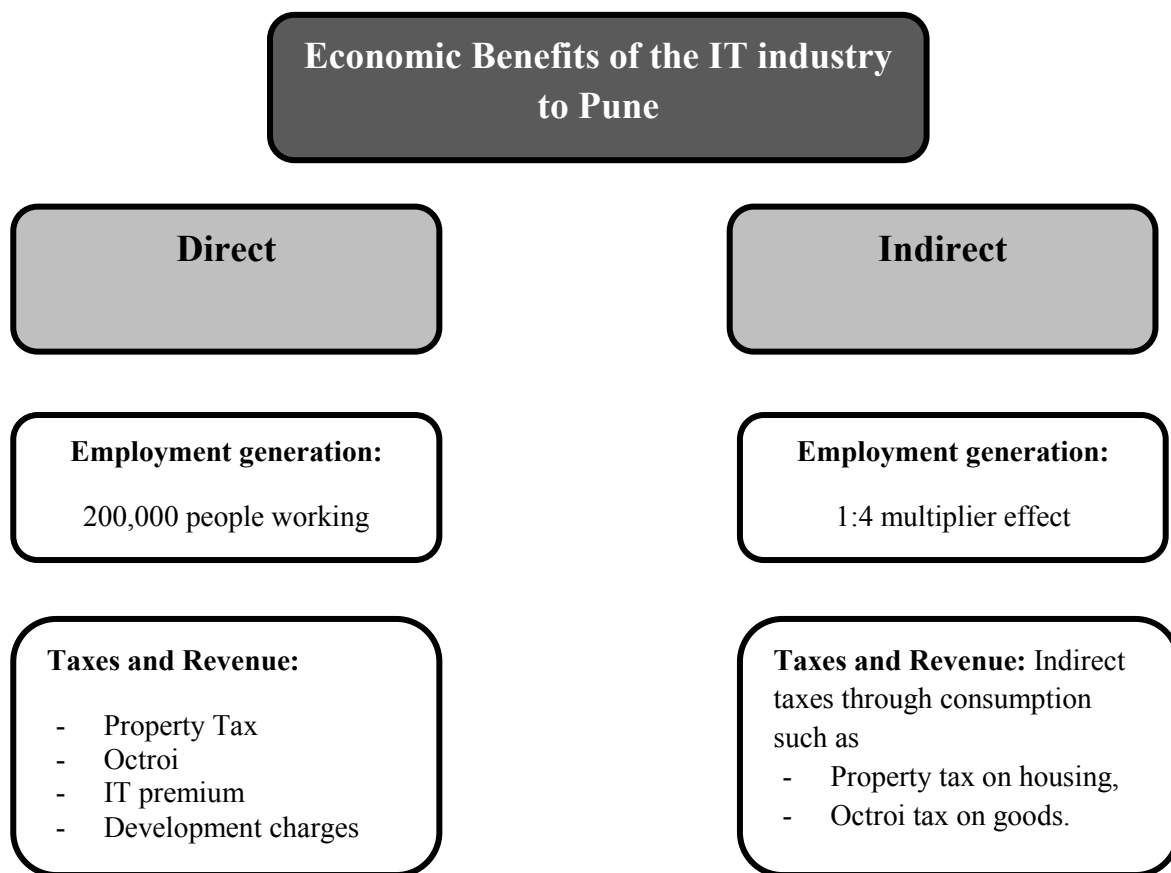 Economic Benefits of the IT industry
to Pune
Direct
Indirect
Employment generation:
200,000 people working
Employment generation:
1:4 multiplier effect
Taxes and Revenue:
- Property Tax
- Octroi
- IT premium
- Development charges
Taxes and Revenue: Indirect
taxes through consumption
such as
- Property tax on housing,
- Octroi tax on goods.